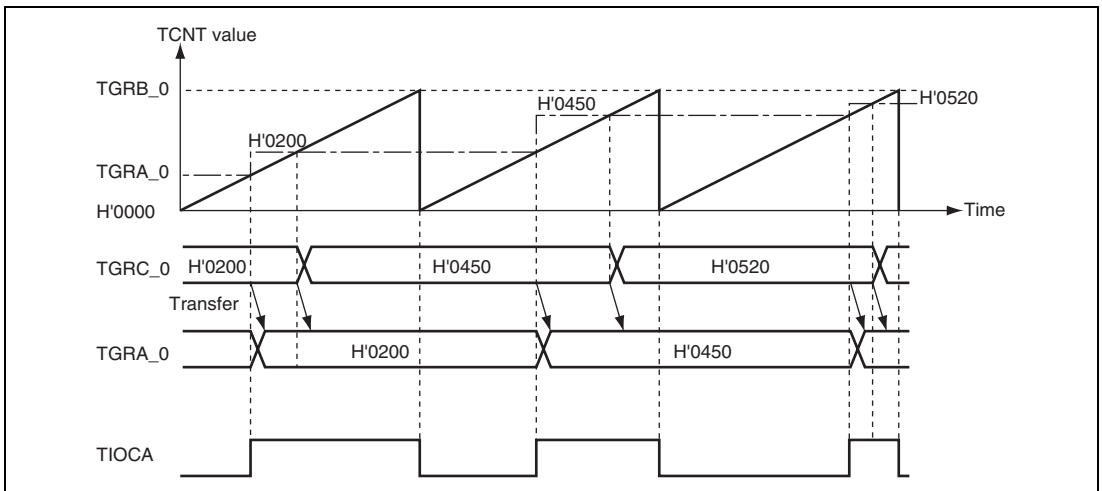 TCNT value
TGRB_0
H'0520
H'0450
H'0200
TGRA_0
H'0000
Time
TGRC_0 H'0200 H'0450 H'0520
Transfer
TGRA_0 H'0200 H'0450
TIOCA